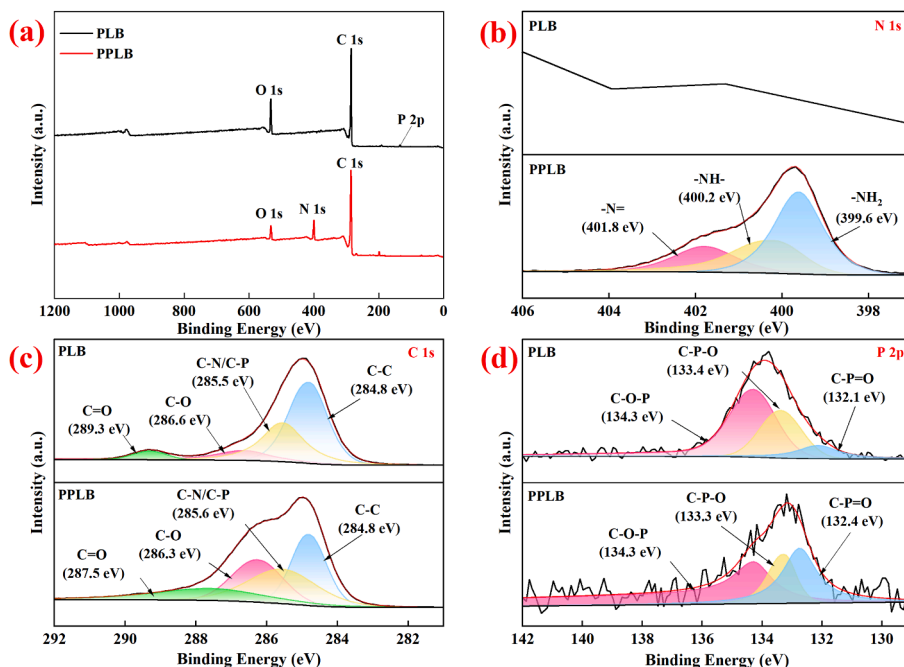 (a)
PLB
PPLB
C 1s
O 1s
P 2p
C 1s
O 1s
N 1s
Intensity (a.u.)
1200 1000 800 600 400 200 0
Binding Energy (eV)
(b)
N 1s
PLB
PPLB
-N=
(401.8 eV)
-NH-
(400.2 eV)
-NH₂
(399.6 eV)
Intensity (a.u.)
406 404 402 400 398
Binding Energy (eV)
(c)
PLB
C 1s
C=O
(289.3 eV)
C-O
(286.6 eV)
C-N/C-P
(285.5 eV)
C-C
(284.8 eV)
PPLB
C=O
(287.5 eV)
C-O
(286.3 eV)
C-N/C-P
(285.6 eV)
C-C
(284.8 eV)
Intensity (a.u.)
292 290 288 286 284 282
Binding Energy (eV)
(d)
PLB
P 2p
C-O-P
(134.3 eV)
C-P-O
(133.4 eV)
C-P=O
(132.1 eV)
PPLB
C-O-P
(134.3 eV)
C-P-O
(133.3 eV)
C-P=O
(132.4 eV)
Intensity (a.u.)
142 140 138 136 134 132 130
Binding Energy (eV)